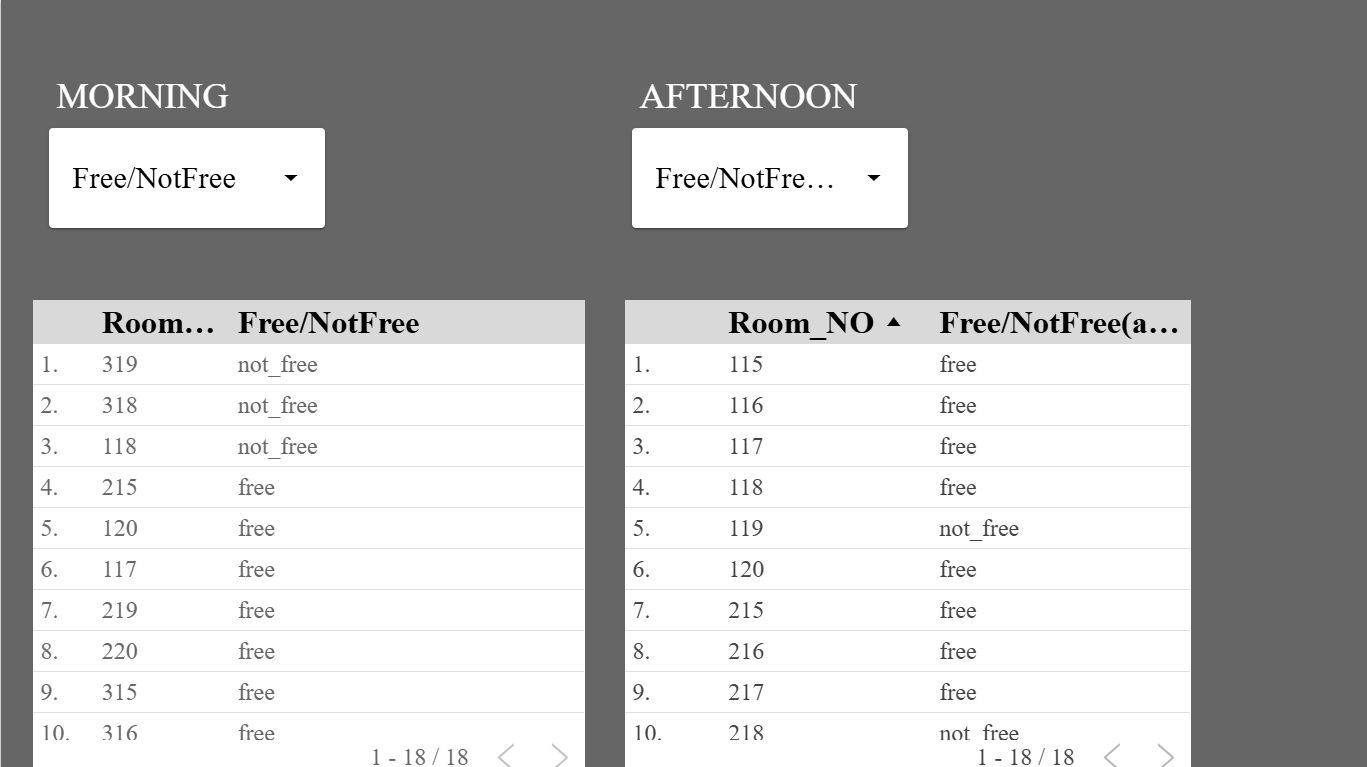 MORNING
AFTERNOON
Free/NotFree
Free/NotFre…
Room… Free/NotFree
1. 319 not_free
2. 318 not_free
3. 118 not_free
4. 215 free
5. 120 free
6. 117 free
7. 219 free
8. 220 free
9. 315 free
10. 316 free
1 - 18 / 18
Room_NO Free/NotFree(a…
1. 115 free
2. 116 free
3. 117 free
4. 118 free
5. 119 not_free
6. 120 free
7. 215 free
8. 216 free
9. 217 free
10. 218 not_free
1 - 18 / 18